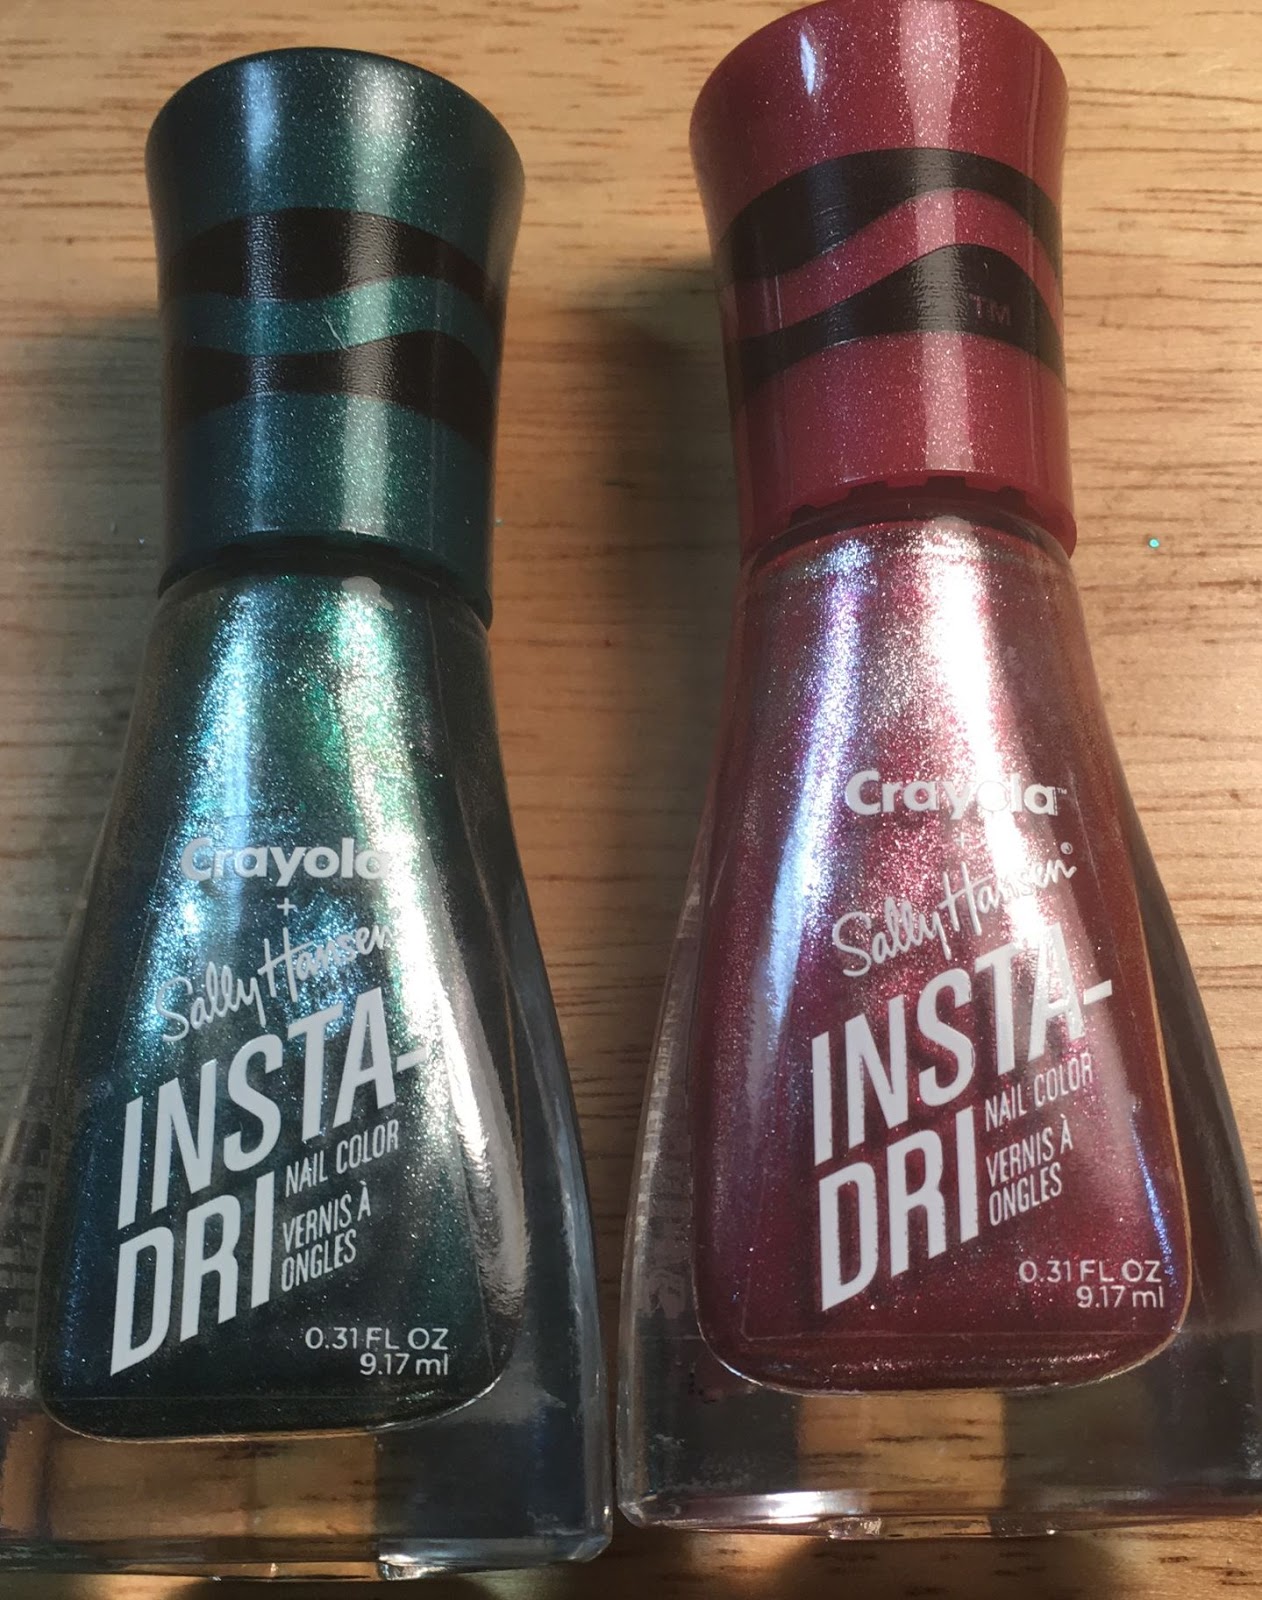 Crayola
+
Sally Hansen
INSTA-
DRI
NAIL COLOR
VERNIS À
ONGLES
0.31 FL OZ
9.17 ml
TM
Crayola™
+
Sally Hansen®
INSTA-
DRI
NAIL COLOR
VERNIS À
ONGLES
0.31 FL OZ
9.17 ml